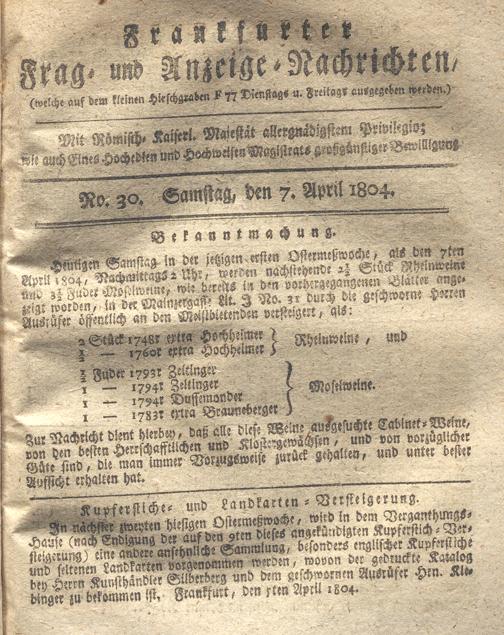 Frankfurter
Frag- und Anzeige-Nachrichten,
(welche auf dem kleinen Hirschgraben F 77 Dienstags u. Freitags ausgegeben werden.)
Mit Römisch-Kaiserl. Majestät allergnädigstem Privilegio;
wie auch Eines Hochedlen und Hochweisen Magistrats großgünstiger Bewilligung
No. 30. Samstag, den 7. April 1804.
Bekanntmachung.
Heutigen Samstag in der jetzigen ersten Ostermeßwoche, als den 7ten
April 1804, Nachmittags 2 Uhr, werden nachstehende 2½ Stück Rheinweine
und 3½ Fuder Moselweine, wie bereits in den vorhergegangenen Blätter ange-
zeigt worden, in der Mainzergass- Lit. J No. 31 durch die geschworne Herren
Ausrüfer öffentlich an den Meistbietenden versteigert, als:
2 Stück 1748r extra Hochheimer } Rheinweine, und
½ — 1760r extra Hochheimer
½ Fuder 1793r Zeltinger
1 — 1794r Zeltinger } Moselweine.
1 — 1794r Dussemonder
1 — 1783r extra Brauneberger
Zur Nachricht dient hierbey, daß alle diese Weine ausgesuchte Cabinet-Weine,
von den besten Herrschafftlichen und Klostergewächsen, und von vorzüglicher
Güte sind, die man immer Vorzugsweise zurück gehalten, und unter bester
Aufsicht erhalten hat.
Kupferstiche- und Landkarten-Versteigerung.
In nächster zweyten hiesigen Ostermeßwoche, wird in dem Verganthungs-
Hause (nach Endigung der auf den 9ten dieses angekündigten Kupferstich-Ver-
steigerung) eine andere ansehnliche Sammlung, besonders englischer Kupferstiche
und seltenen Landkarten vorgenommen werden, wovon der gedruckte Katalog
bey Herrn Kunsthändler Silberberg und dem geschwornen Ausrüfer Hrn. Kle-
binger zu bekommen ist. Frankfurt, den 5ten April 1804.